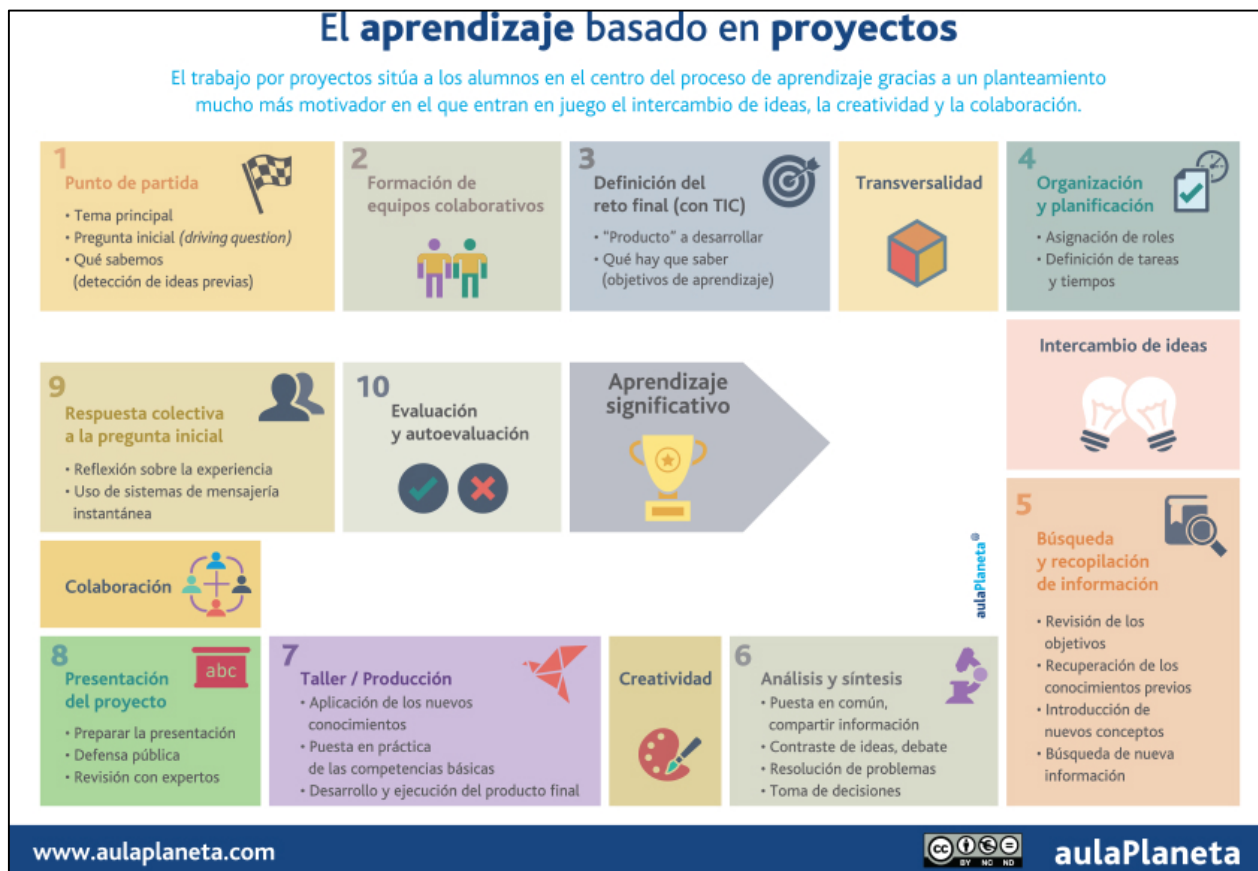 El aprendizaje basado en proyectos
El trabajo por proyectos sitúa a los alumnos en el centro del proceso de aprendizaje gracias a un planteamiento
mucho más motivador en el que entran en juego el intercambio de ideas, la creatividad y la colaboración.
1
Punto de partida
• Tema principal
• Pregunta inicial (driving question)
• Qué sabemos
(detección de ideas previas)
2
Formación de
equipos colaborativos
3
Definición del
reto final (con TIC)
• "Producto" a desarrollar
• Qué hay que saber
(objetivos de aprendizaje)
Transversalidad
4
Organización
y planificación
• Asignación de roles
• Definición de tareas
y tiempos
Intercambio de ideas
5
Búsqueda
y recopilación
de información
• Revisión de los
objetivos
• Recuperación de los
conocimientos previos
• Introducción de
nuevos conceptos
• Búsqueda de nueva
información
6
Análisis y síntesis
• Puesta en común,
compartir información
• Contraste de ideas, debate
• Resolución de problemas
• Toma de decisiones
Creatividad
7
Taller / Producción
• Aplicación de los nuevos
conocimientos
• Puesta en práctica
de las competencias básicas
• Desarrollo y ejecución del producto final
8
abc
Presentación
del proyecto
• Preparar la presentación
• Defensa pública
• Revisión con expertos
Colaboración
9
Respuesta colectiva
a la pregunta inicial
• Reflexión sobre la experiencia
• Uso de sistemas de mensajería
instantánea
10
Evaluación
y autoevaluación
Aprendizaje
significativo
aulaPlaneta®
www.aulaplaneta.com
cc
BY NC ND
aulaPlaneta